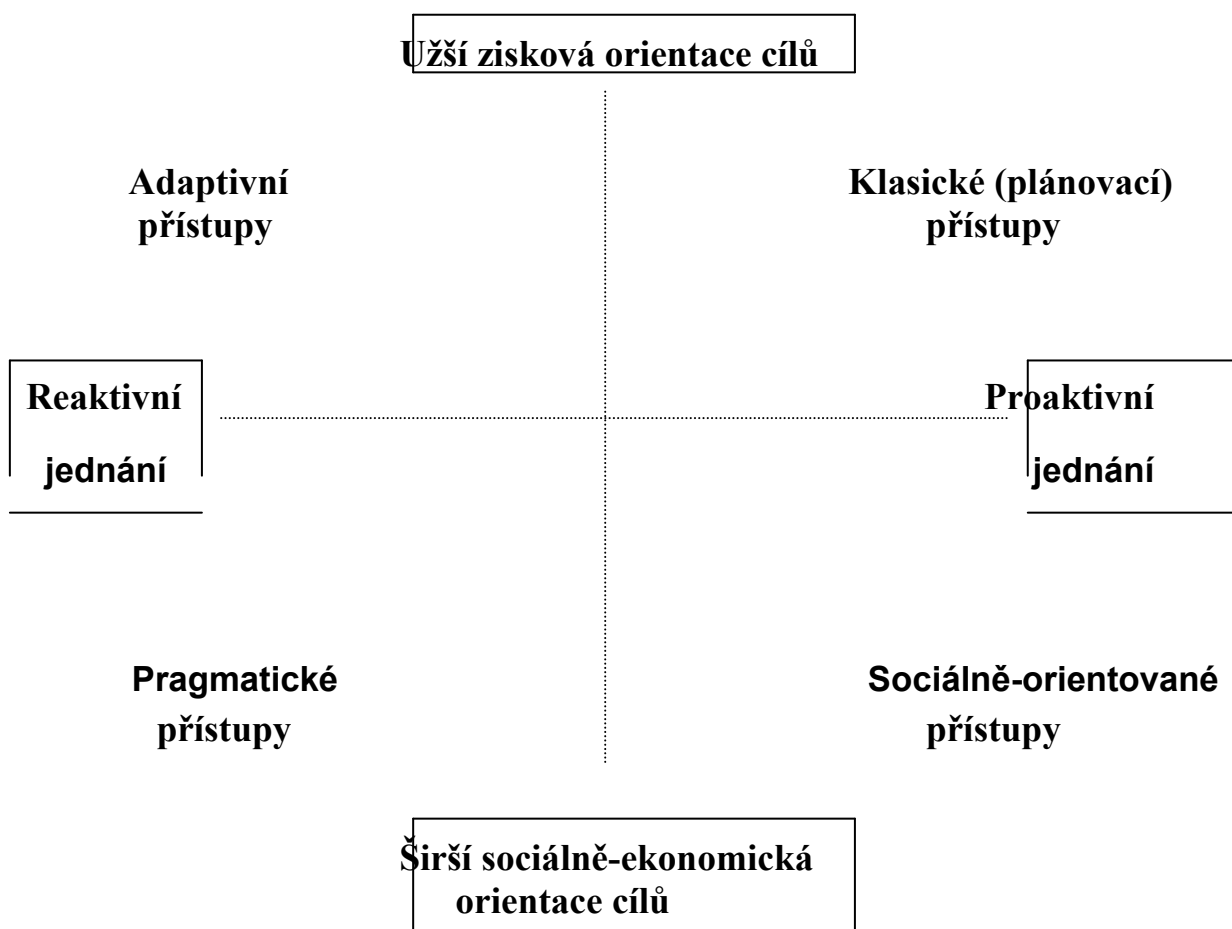 Užší zisková orientace cílů
Adaptivní
přístupy
Klasické (plánovací)
přístupy
Reaktivní
jednání
Proaktivní
jednání
Pragmatické
přístupy
Sociálně-orientované
přístupy
Širší sociálně-ekonomická
orientace cílů